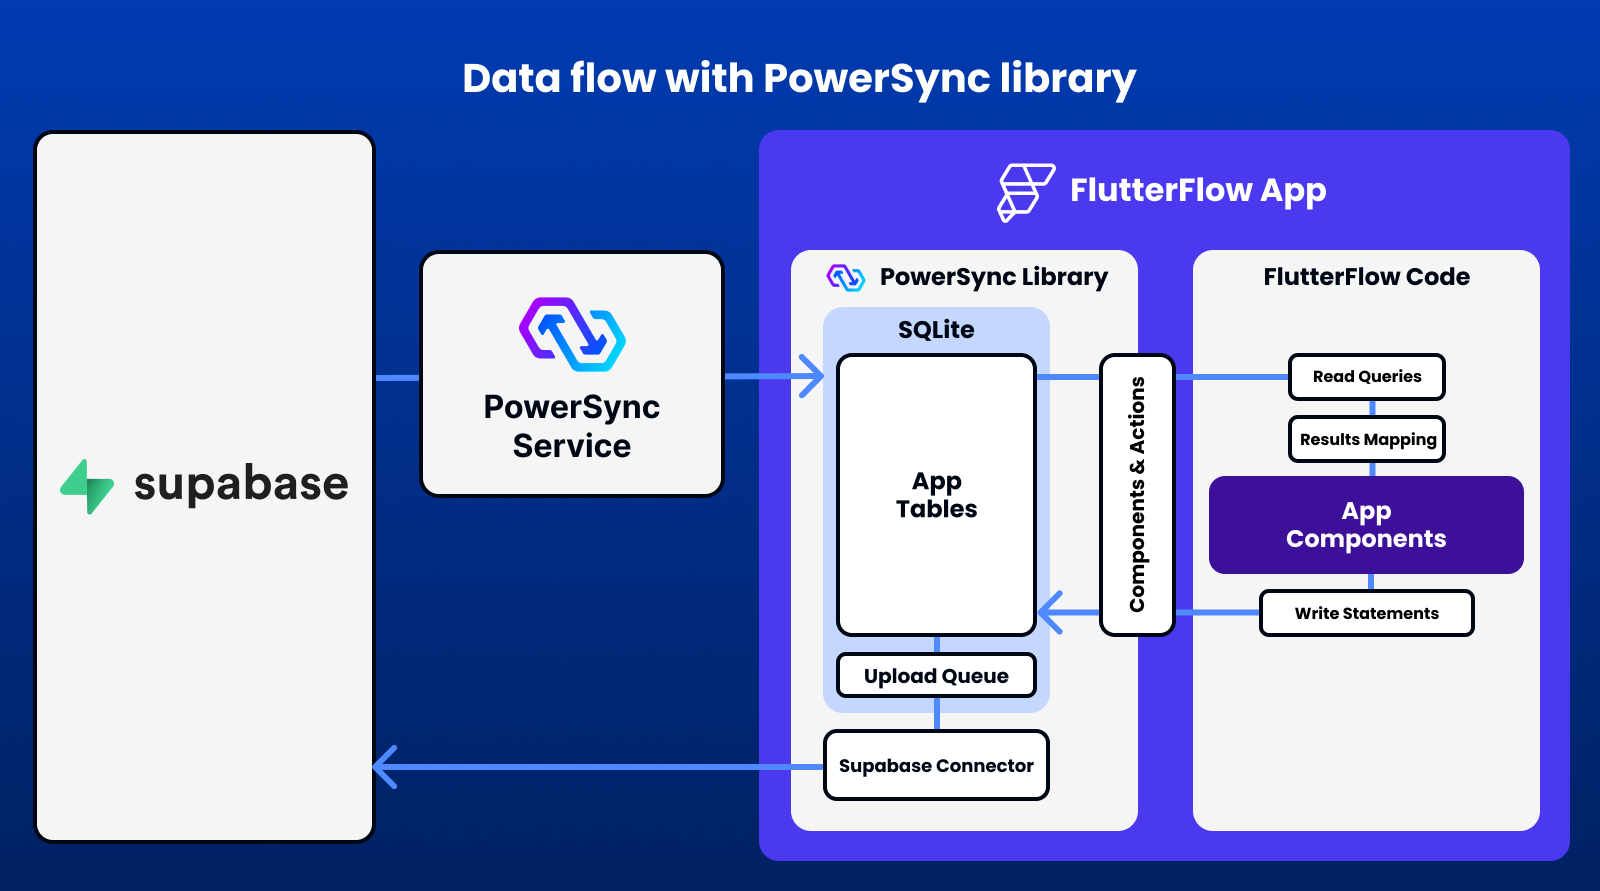 Data flow with PowerSync library
supabase
PowerSync
Service
FlutterFlow App
PowerSync Library
SQLite
App
Tables
Upload Queue
Supabase Connector
Components & Actions
FlutterFlow Code
Read Queries
Results Mapping
App
Components
Write Statements